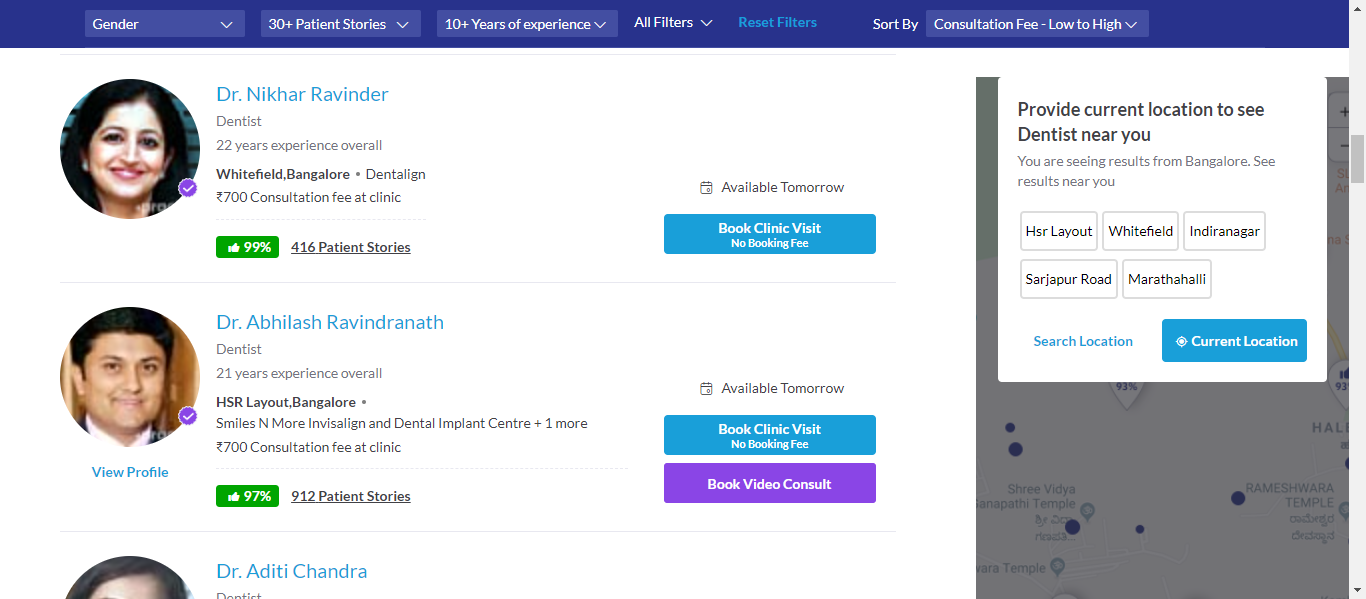 Gender
30+ Patient Stories
10+ Years of experience
All Filters
Reset Filters
Sort By
Consultation Fee - Low to High
Dr. Nikhar Ravinder
Dentist
22 years experience overall
Whitefield,Bangalore • Dentalign
₹700 Consultation fee at clinic
99% 416 Patient Stories
Available Tomorrow
Book Clinic Visit
No Booking Fee
Dr. Abhilash Ravindranath
Dentist
21 years experience overall
HSR Layout,Bangalore •
Smiles N More Invisalign and Dental Implant Centre + 1 more
₹700 Consultation fee at clinic
View Profile
97% 912 Patient Stories
Available Tomorrow
Book Clinic Visit
No Booking Fee
Book Video Consult
Dr. Aditi Chandra
Dentist
Provide current location to see
Dentist near you
You are seeing results from Bangalore. See
results near you
Hsr Layout Whitefield Indiranagar
Sarjapur Road Marathahalli
Search Location Current Location
93%
Shree Vidya
Ganapathi Temple
ಶ್ರೀ ವಿದ್ಯಾ
ಗಣಪತಿ...
RAMESHWARA
TEMPLE
ರಾಮೇಶ್ವರ
ದೇವಸ್ಥಾನ
Temple